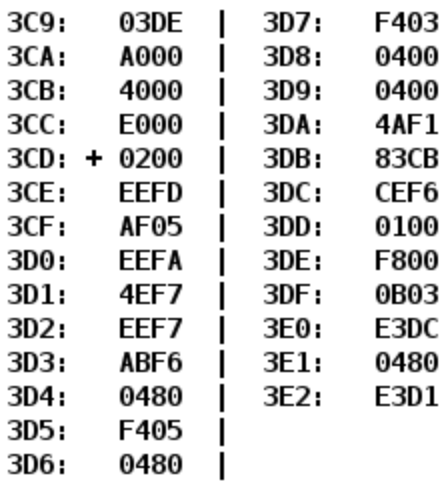 3C9: 03DE | 3D7: F403
3CA: A000 | 3D8: 0400
3CB: 4000 | 3D9: 0400
3CC: E000 | 3DA: 4AF1
3CD: + 0200 | 3DB: 83CB
3CE: EEFD | 3DC: CEF6
3CF: AF05 | 3DD: 0100
3D0: EEFA | 3DE: F800
3D1: 4EF7 | 3DF: 0B03
3D2: EEF7 | 3E0: E3DC
3D3: ABF6 | 3E1: 0480
3D4: 0480 | 3E2: E3D1
3D5: F405 |
3D6: 0480 |